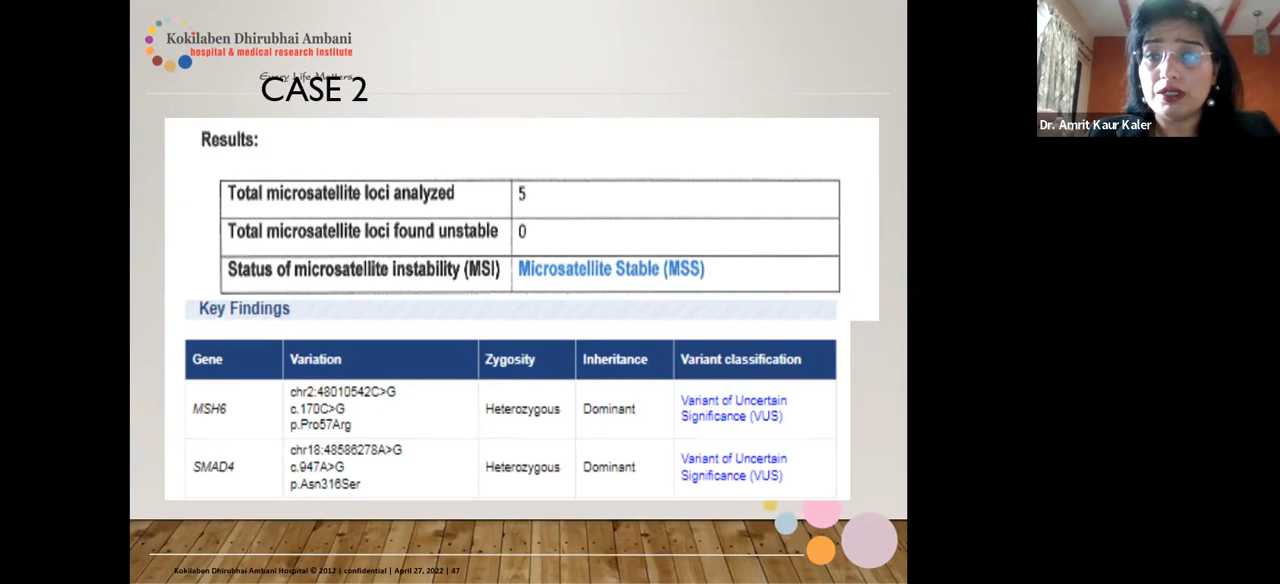 Kokilaben Dhirubhai Ambani
hospital & medical research institute
Every Life Matters
CASE 2
Dr. Amrit Kaur Kaler
Results:
Total microsatellite loci analyzed 5
Total microsatellite loci found unstable 0
Status of microsatellite instability (MSI) Microsatellite Stable (MSS)
Key Findings
Gene Variation Zygosity Inheritance Variant classification
chr2:48010542C>G
MSH6 c.170C>G Heterozygous Dominant Variant of Uncertain
p.Pro57Arg Significance (VUS)
chr18:48586278A>G
SMAD4 c.947A>G Heterozygous Dominant Variant of Uncertain
p.Asn316Ser Significance (VUS)
Kokilaben Dhirubhai Ambani Hospital © 2012 | confidential | April 27, 2022 | 47